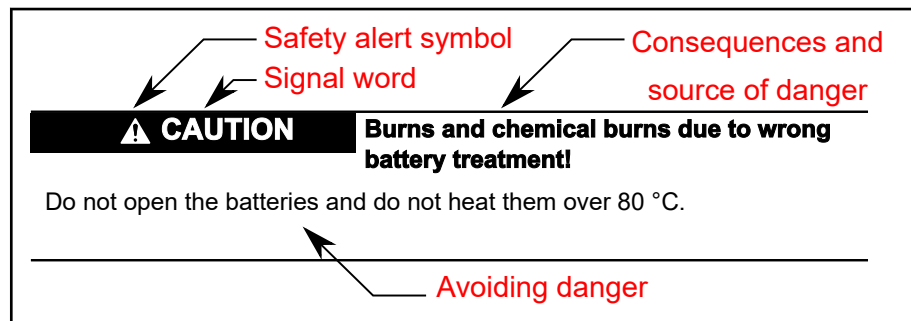 Safety alert symbol
Consequences and
Signal word
source of danger
CAUTION
Burns and chemical burns due to wrong
battery treatment!
Do not open the batteries and do not heat them over 80 °C.
Avoiding danger